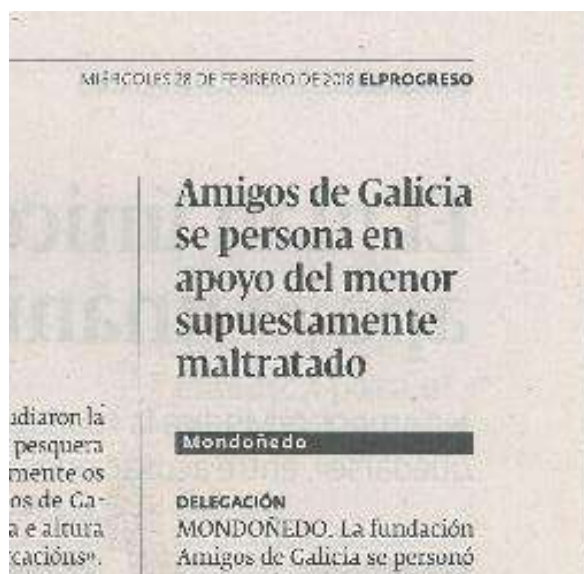 MIÉRCOLES 28 DE FEBRERO DE 2018 ELPROGRESO
udiaron la
pesquera
mente os
os de Ga-
a e altura
cacións».
Amigos de Galicia
se persona en
apoyo del menor
supuestamente
maltratado
Mondoñedo
DELEGACIÓN
MONDOÑEDO. La fundación
Amigos de Galicia se personó